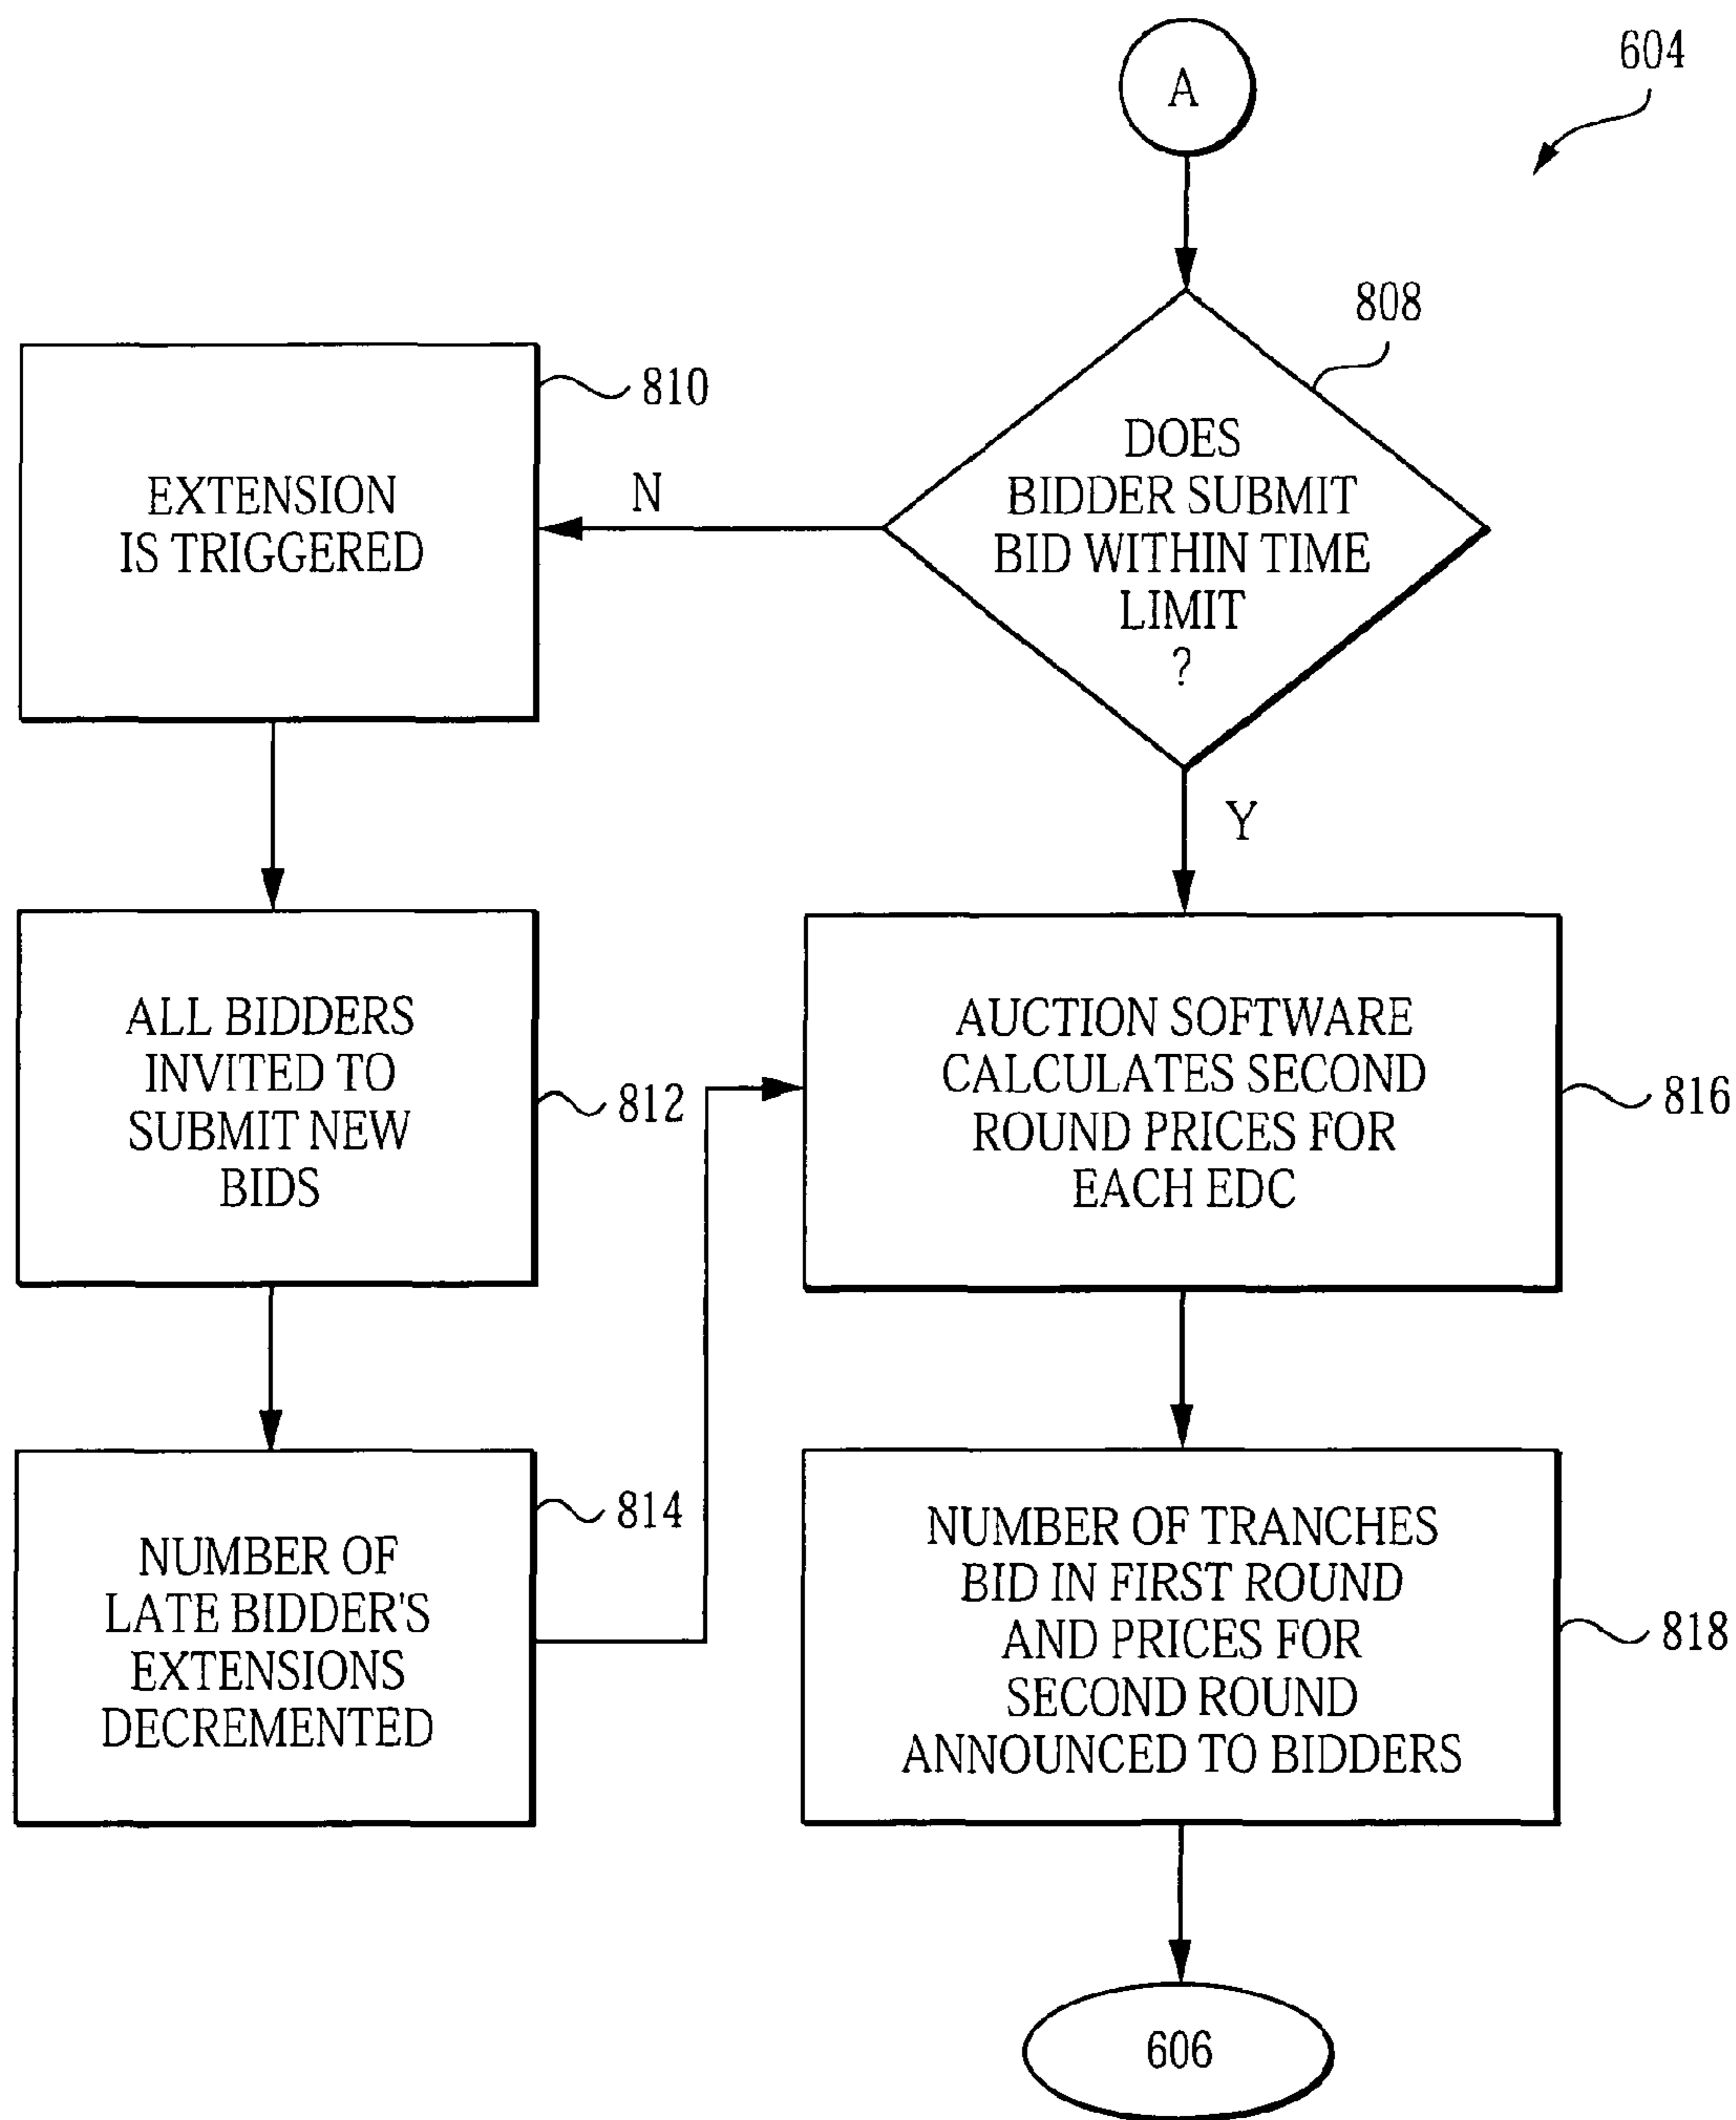 A
604
808
DOES
BIDDER SUBMIT
BID WITHIN TIME
LIMIT
?
N
810
EXTENSION
IS TRIGGERED
Y
ALL BIDDERS
INVITED TO
SUBMIT NEW
BIDS
812
AUCTION SOFTWARE
CALCULATES SECOND
ROUND PRICES FOR
EACH EDC
816
NUMBER OF
LATE BIDDER'S
EXTENSIONS
DECREMENTED
814
NUMBER OF TRANCHES
BID IN FIRST ROUND
AND PRICES FOR
SECOND ROUND
ANNOUNCED TO BIDDERS
818
606